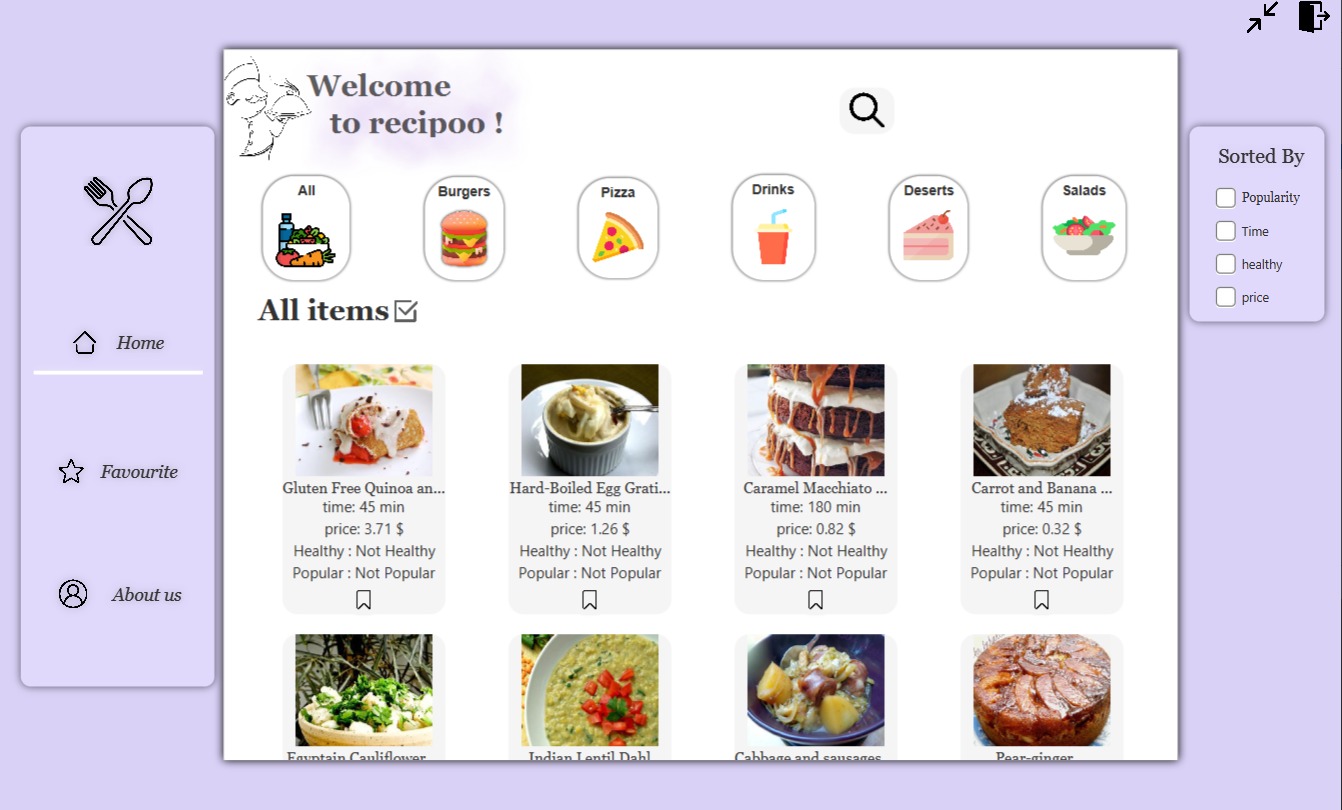 Welcome
to recipoo !
All
Burgers
Pizza
Drinks
Deserts
Salads
Sorted By
Popularity
Time
healthy
price
Home
Favourite
About us
All items
Gluten Free Quinoa an...
time: 45 min
price: 3.71 $
Healthy : Not Healthy
Popular : Not Popular
Hard-Boiled Egg Grati...
time: 45 min
price: 1.26 $
Healthy : Not Healthy
Popular : Not Popular
Caramel Macchiato ...
time: 180 min
price: 0.82 $
Healthy : Not Healthy
Popular : Not Popular
Carrot and Banana ...
time: 45 min
price: 0.32 $
Healthy : Not Healthy
Popular : Not Popular
Egyptain Cauliflower
Indian Lentil Dahl
Cabbage and sausages
Pear-ginger